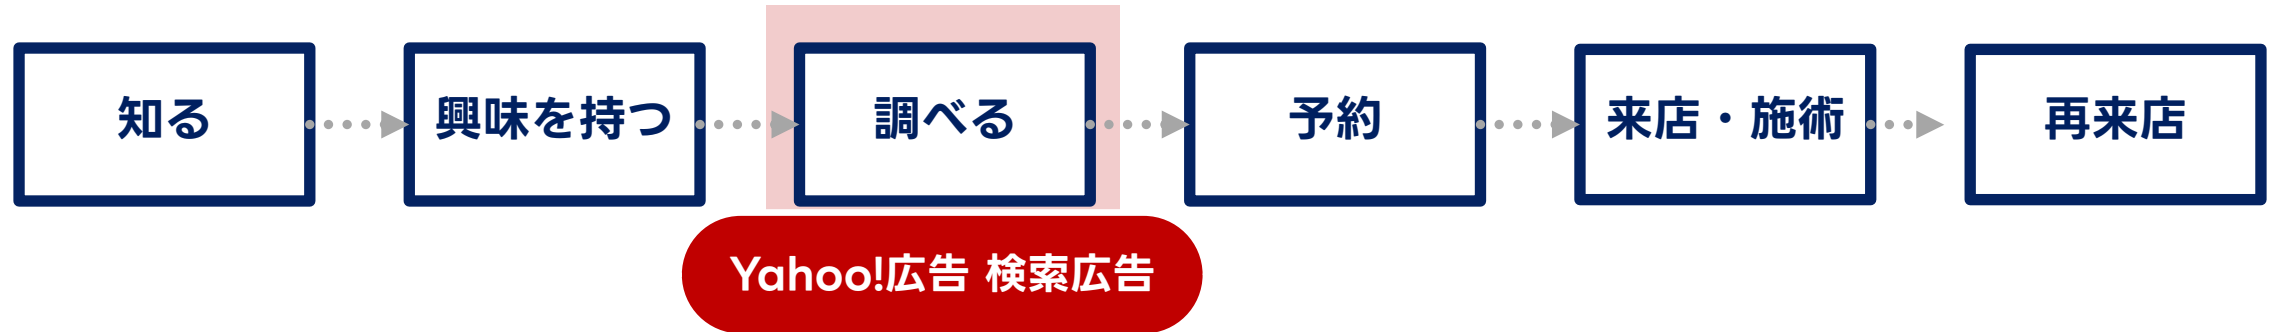 知る
興味を持つ
調べる
予約
来店・施術
再来店
Yahoo!広告 検索広告